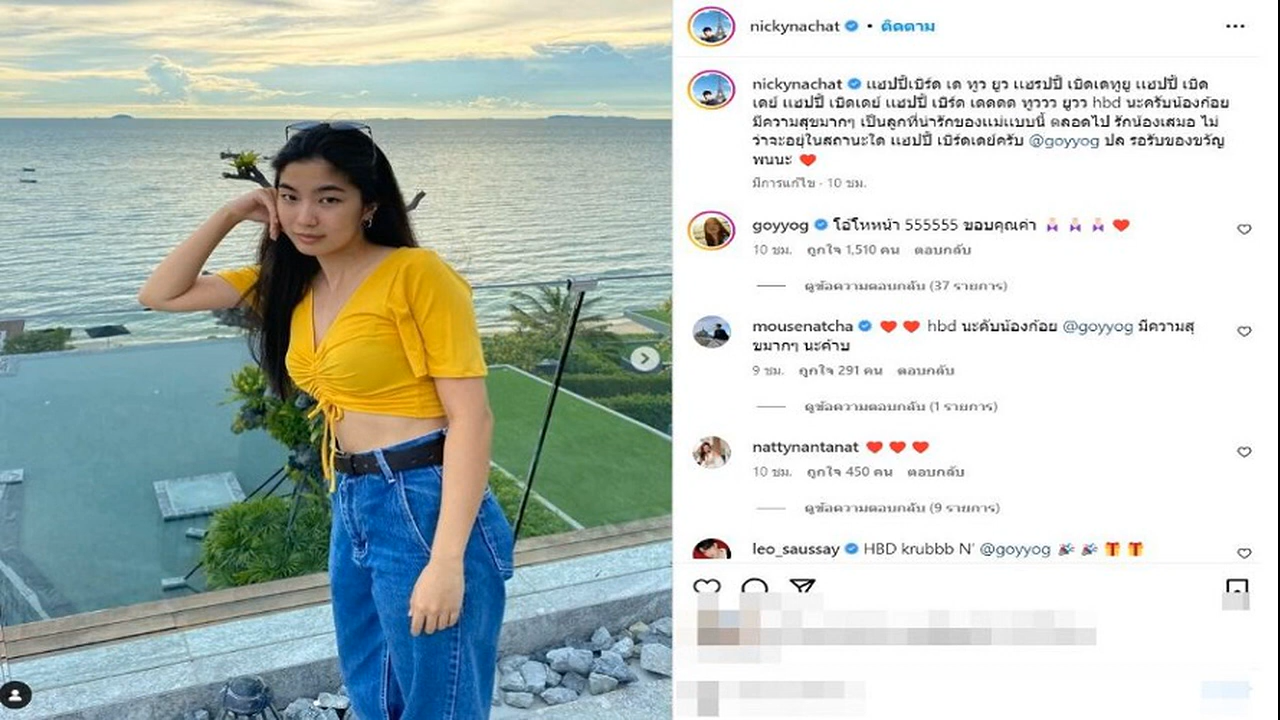 nickynachat • ติดตาม
nickynachat แฮปปี้เบิร์ด เด ทูว ยูว แฮรปปี้ เบิดเดทูยู แฮปปี้ เบิด
เดย์ แฮปปี้ เบิดเดย์ แฮปปี้ เบิร์ด เดดดด ทูววว ยูวว hbd นะครับน้องก้อย
มีความสุขมากๆ เป็นลูกที่น่ารักของแม่แบบนี้ ตลอดไป รักน้องเสมอ ไม่
ว่าจะอยู่ในสถานะใด แฮปปี้ เบิร์ดเดย์ครับ @goyyog ปล รอรับของขวัญ
พนนะ ❤️
มีการแก้ไข · 10 ชม.
goyyog โอ้โหหน้า 555555 ขอบคุณค่า
10 ชม. ถูกใจ 1,510 คน ตอบกลับ
ดูข้อความตอบกลับ (37 รายการ)
mousenatcha ❤️ ❤️ hbd นะคับน้องก้อย @goyyog มีความสุ
ขมากๆ นะค้าบ
9 ชม. ถูกใจ 291 คน ตอบกลับ
ดูข้อความตอบกลับ (1 รายการ)
nattynantanat ❤️ ❤️ ❤️
10 ชม. ถูกใจ 450 คน ตอบกลับ
ดูข้อความตอบกลับ (9 รายการ)
leo_saussay HBD krubbb N' @goyyog 🎉 🎉 🎁 🎁